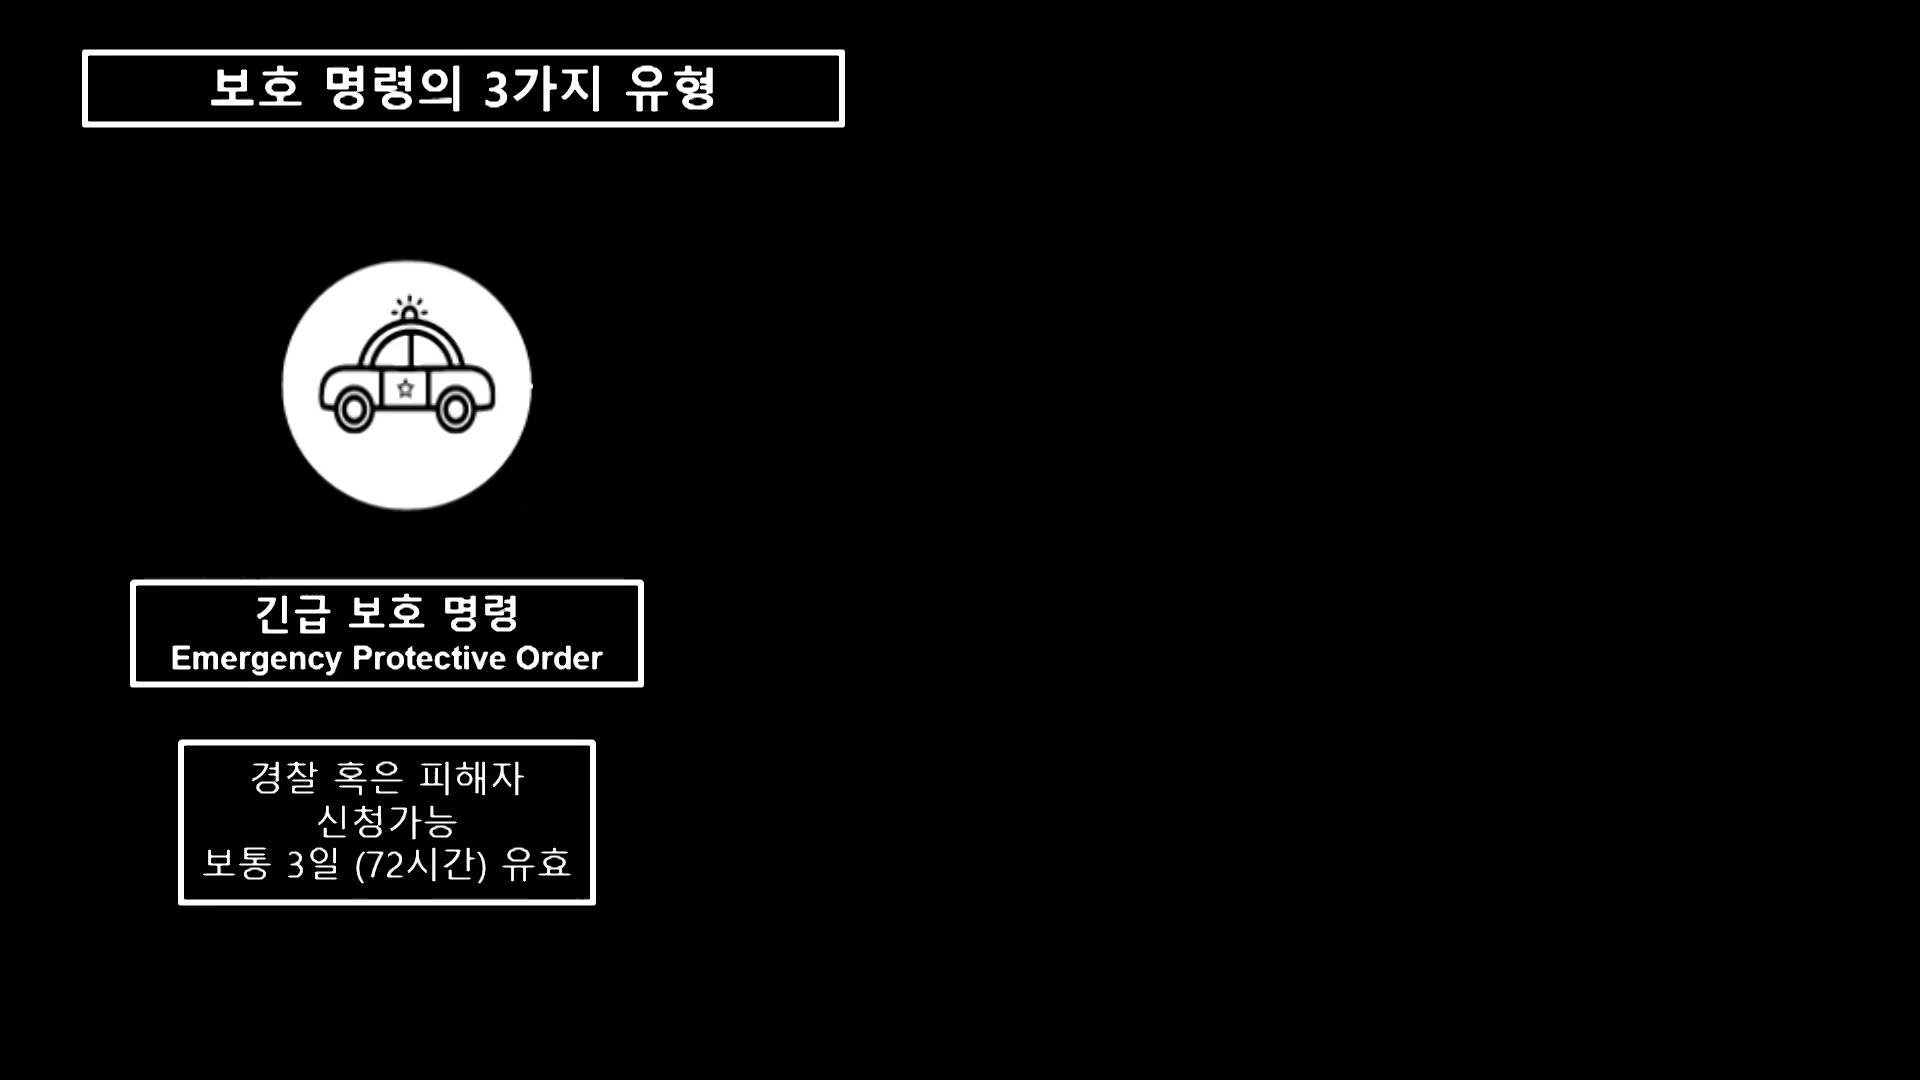 보호 명령의 3가지 유형
긴급 보호 명령
Emergency Protective Order
경찰 혹은 피해자
신청가능
보통 3일 (72시간) 유효